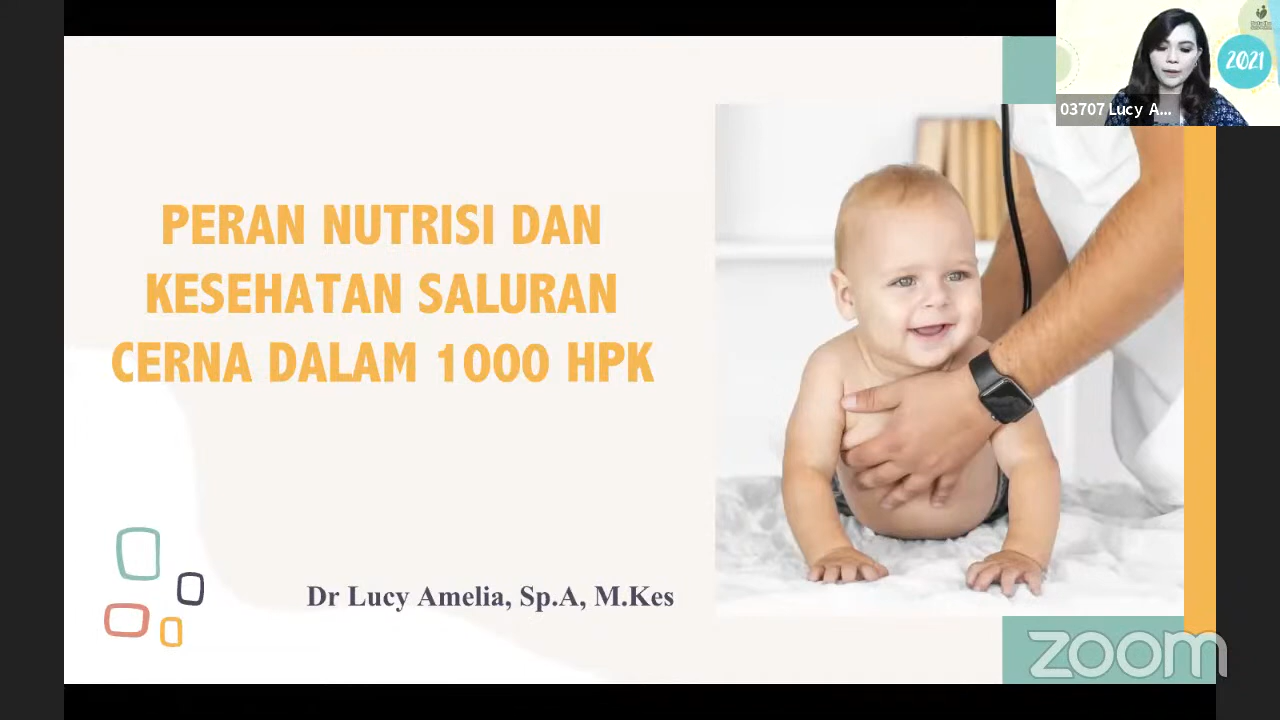 2021
03707 Lucy A...
PERAN NUTRISI DAN
KESEHATAN SALURAN
CERNA DALAM 1000 HPK
Dr Lucy Amelia, Sp.A, M.Kes
zoom